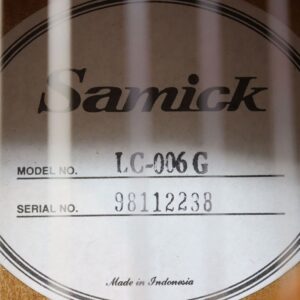 Samick
MODEL NO. LC-006 G
SERIAL NO. 98112238
Made in Indonesia